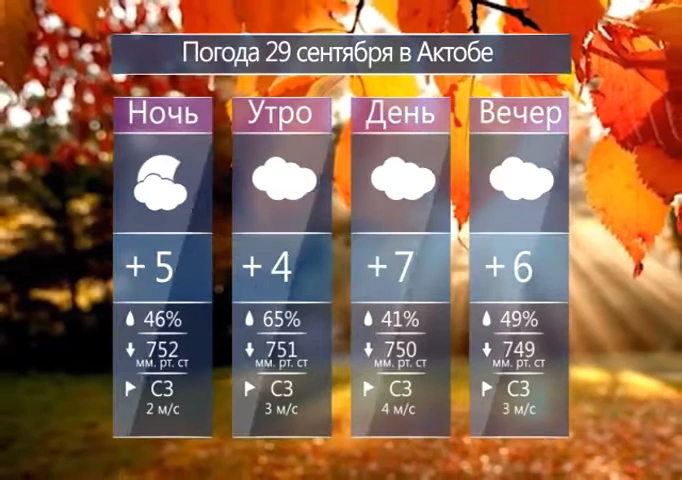 Погода 29 сентября в Актобе
Ночь
+5
46%
752
мм. рт. ст
СЗ
2 м/с
Утро
+4
65%
751
мм. рт. ст
СЗ
3 м/с
День
+7
41%
750
мм. рт. ст
СЗ
4 м/с
Вечер
+6
49%
749
мм. рт. ст
СЗ
3 м/с